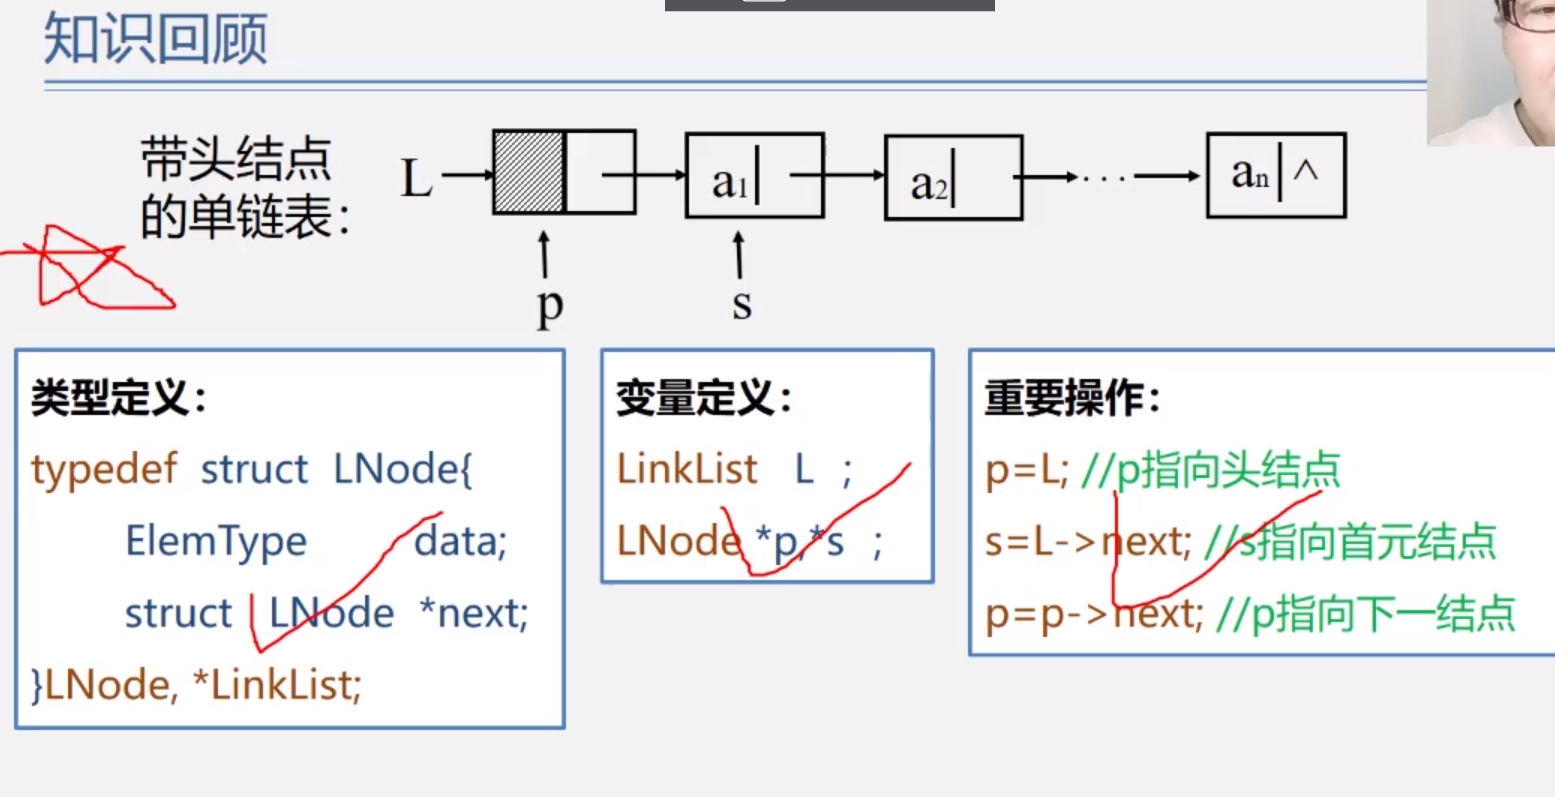 知识回顾
带头结点
的单链表：
L
a1
a2
···
an ^
p
s
类型定义：
typedef struct LNode{
ElemType data;
struct LNode *next;
}LNode, *LinkList;
变量定义：
LinkList L ;
LNode *p,*s ;
重要操作：
p=L; //p指向头结点
s=L->next; //s指向首元结点
p=p->next; //p指向下一结点